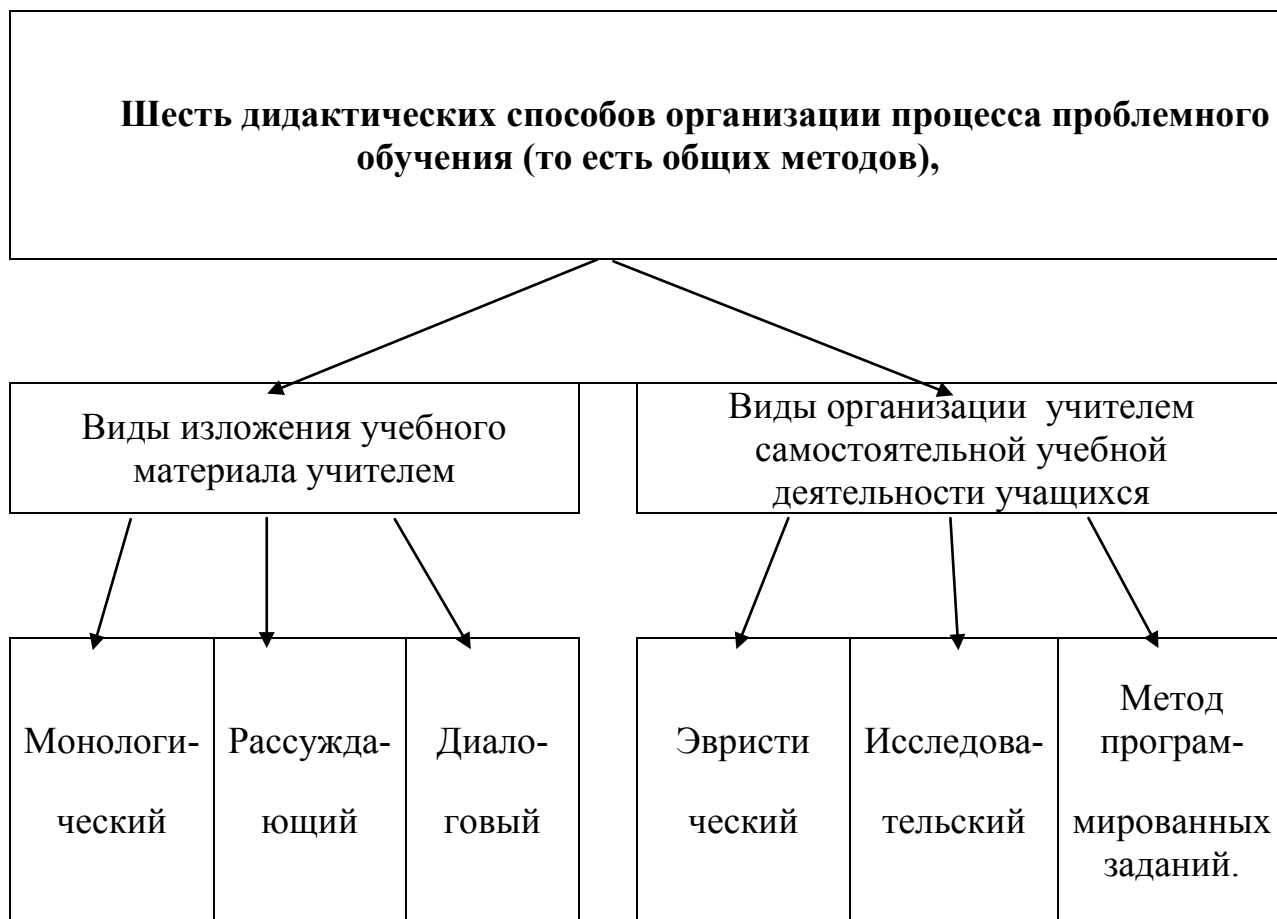 Шесть дидактических способов организации процесса проблемного
обучения (то есть общих методов),
Виды изложения учебного
материала учителем
Виды организации учителем
самостоятельной учебной
деятельности учащихся
Монологи-
ческий
Рассужда-
ющий
Диало-
говый
Эвристи
ческий
Исследова-
тельский
Метод
програм-
мированных
заданий.